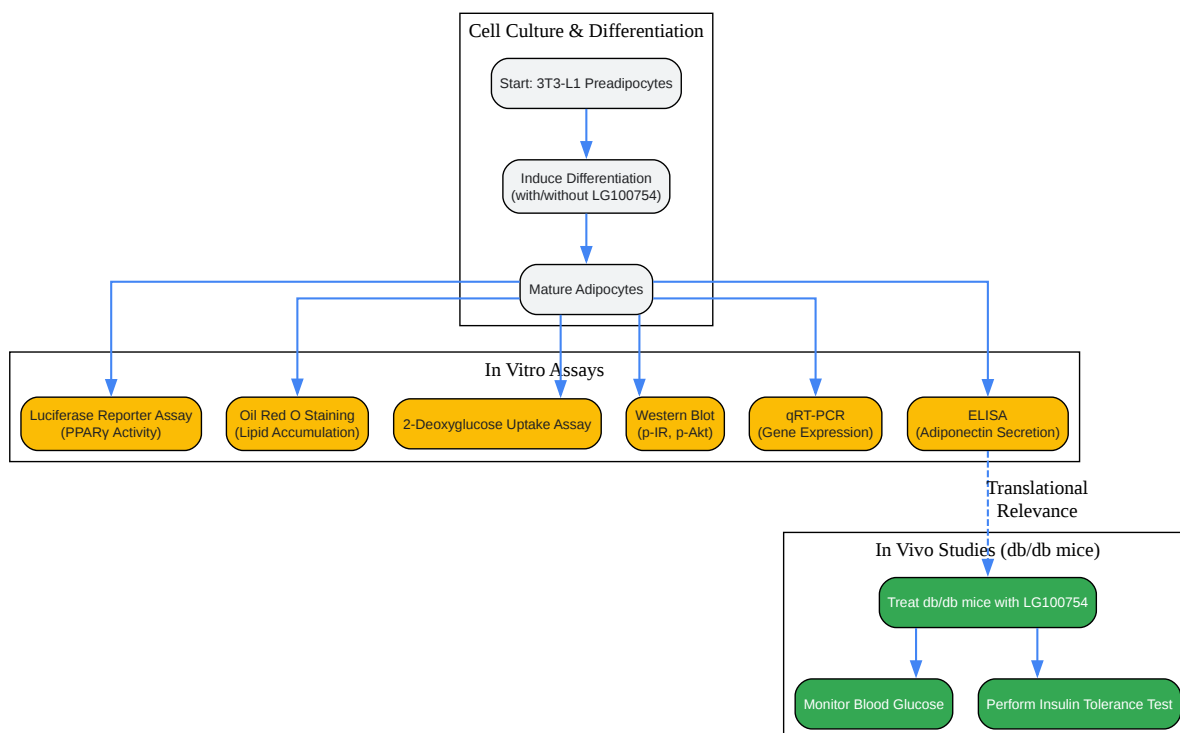 Cell Culture & Differentiation
Start: 3T3-L1 Preadipocytes
Induce Differentiation
(with/without LG100754)
Mature Adipocytes
In Vitro Assays
Luciferase Reporter Assay
(PPARγ Activity)
Oil Red O Staining
(Lipid Accumulation)
2-Deoxyglucose Uptake Assay
Western Blot
(p-IR, p-Akt)
qRT-PCR
(Gene Expression)
ELISA
(Adiponectin Secretion)
Translational
Relevance
In Vivo Studies (db/db mice)
Treat db/db mice with LG100754
Monitor Blood Glucose
Perform Insulin Tolerance Test